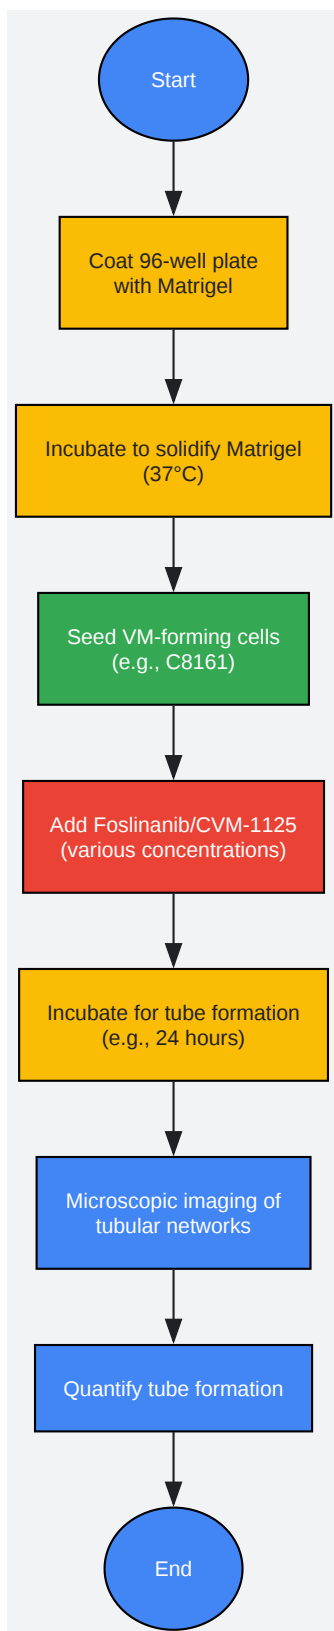 Start
Coat 96-well plate
with Matrigel
Incubate to solidify Matrigel
(37°C)
Seed VM-forming cells
(e.g., C8161)
Add Foslinanib/CVM-1125
(various concentrations)
Incubate for tube formation
(e.g., 24 hours)
Microscopic imaging of
tubular networks
Quantify tube formation
End